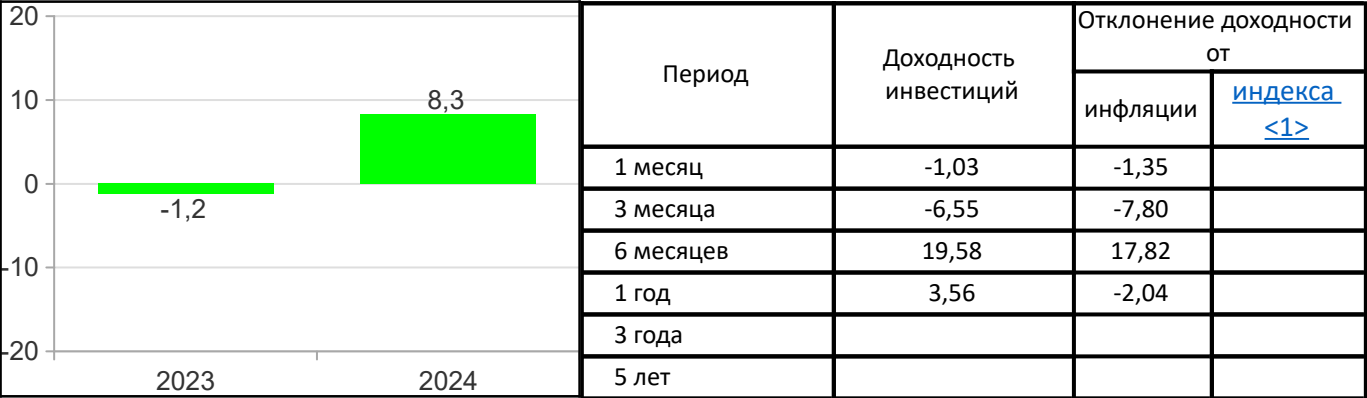 20
10
0
-10
-20
8,3
-1,2
2023 2024
Период
Доходность
инвестиций
Отклонение доходности
от
инфляции
индекса
<1>
1 месяц -1,03 -1,35
3 месяца -6,55 -7,80
6 месяцев 19,58 17,82
1 год 3,56 -2,04
3 года
5 лет